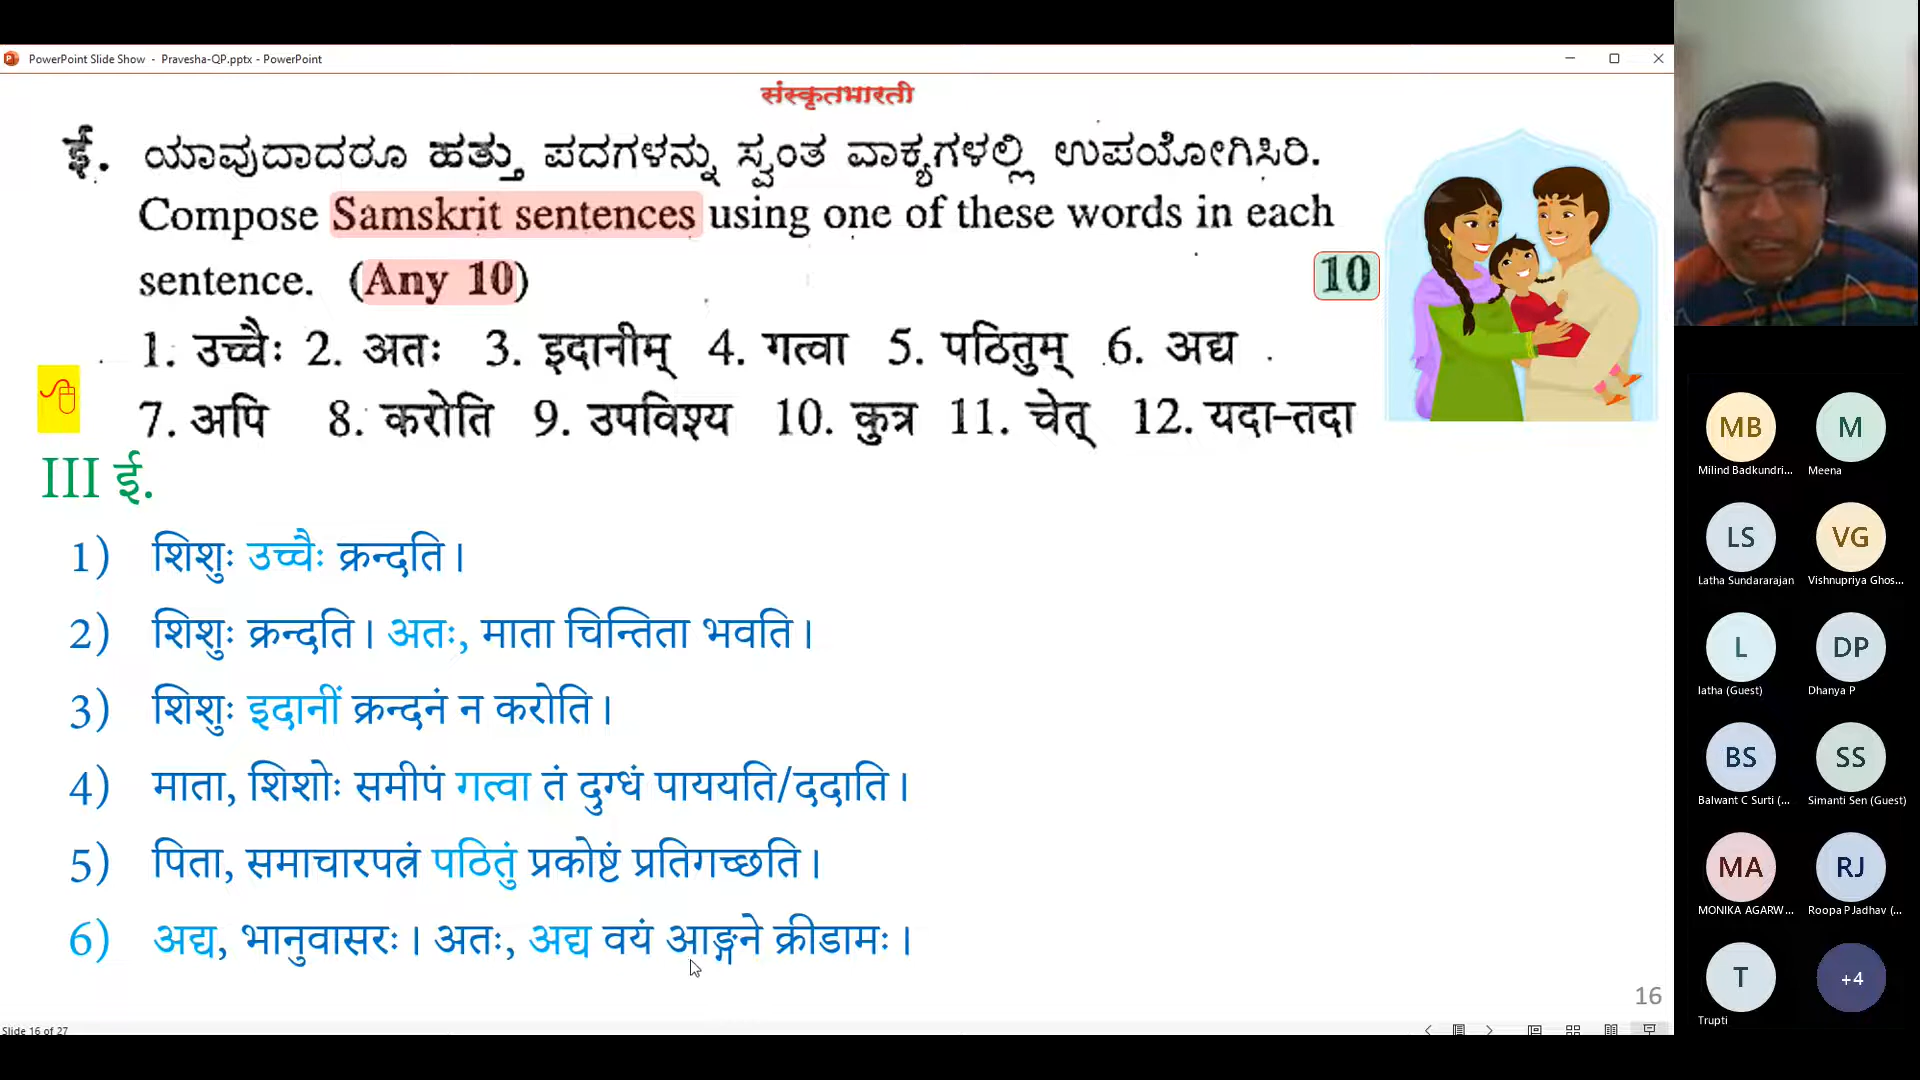 PowerPoint Slide Show - Pravesha-QP.pptx - PowerPoint
संस्कृतभारती
ई. ಯಾವುದಾದರೂ ಹತ್ತು ಪದಗಳನ್ನು ಸ್ವಂತ ವಾಕ್ಯಗಳಲ್ಲಿ ಉಪಯೋಗಿಸಿರಿ.
Compose Samskrit sentences using one of these words in each
sentence. (Any 10) 10
1. उच्चैः 2. अतः 3. इदानीम् 4. गत्वा 5. पठितुम् 6. अद्य
7. अपि 8. करोति 9. उपविश्य 10. कुत्र 11. चेत् 12. यदा-तदा
III ई.
1) शिशुः उच्चैः क्रन्दति।
2) शिशुः क्रन्दति। अतः, माता चिन्तिता भवति।
3) शिशुः इदानीं क्रन्दनं न करोति।
4) माता, शिशोः समीपं गत्वा तं दुग्धं पाययति/ददाति।
5) पिता, समाचारपत्रं पठितुं प्रकोष्टं प्रतिगच्छति।
6) अद्य, भानुवासरः। अतः, अद्य वयं आङ्गने क्रीडामः।
16
Slide 16 of 27
MB M
Milind Badkundri... Meena
LS VG
Latha Sundararajan Vishnupriya Ghos...
L DP
latha (Guest) Dhanya P
BS SS
Balwant C Surti (... Simanti Sen (Guest)
MA RJ
MONIKA AGARW... Roopa P Jadhav (...
T +4
Trupti